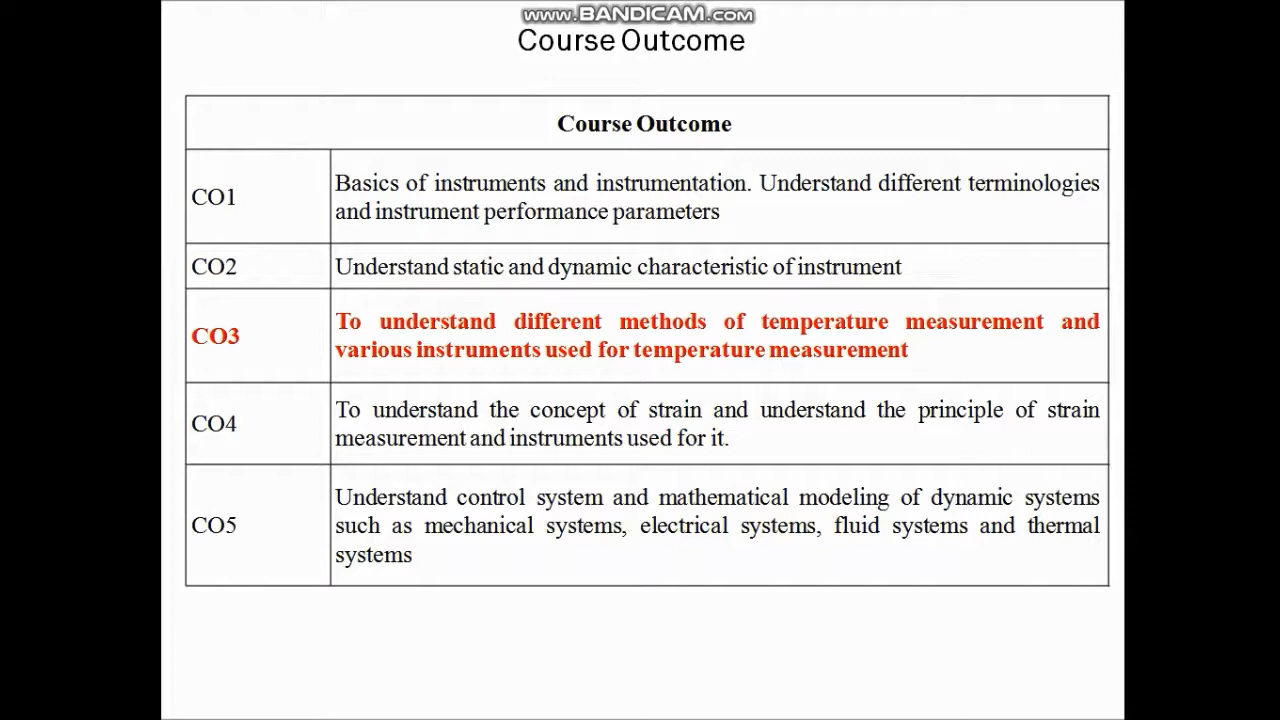 www.BANDICAM.com
Course Outcome
Course Outcome
CO1
Basics of instruments and instrumentation. Understand different terminologies
and instrument performance parameters
CO2
Understand static and dynamic characteristic of instrument
CO3
To understand different methods of temperature measurement and
various instruments used for temperature measurement
CO4
To understand the concept of strain and understand the principle of strain
measurement and instruments used for it.
CO5
Understand control system and mathematical modeling of dynamic systems
such as mechanical systems, electrical systems, fluid systems and thermal
systems